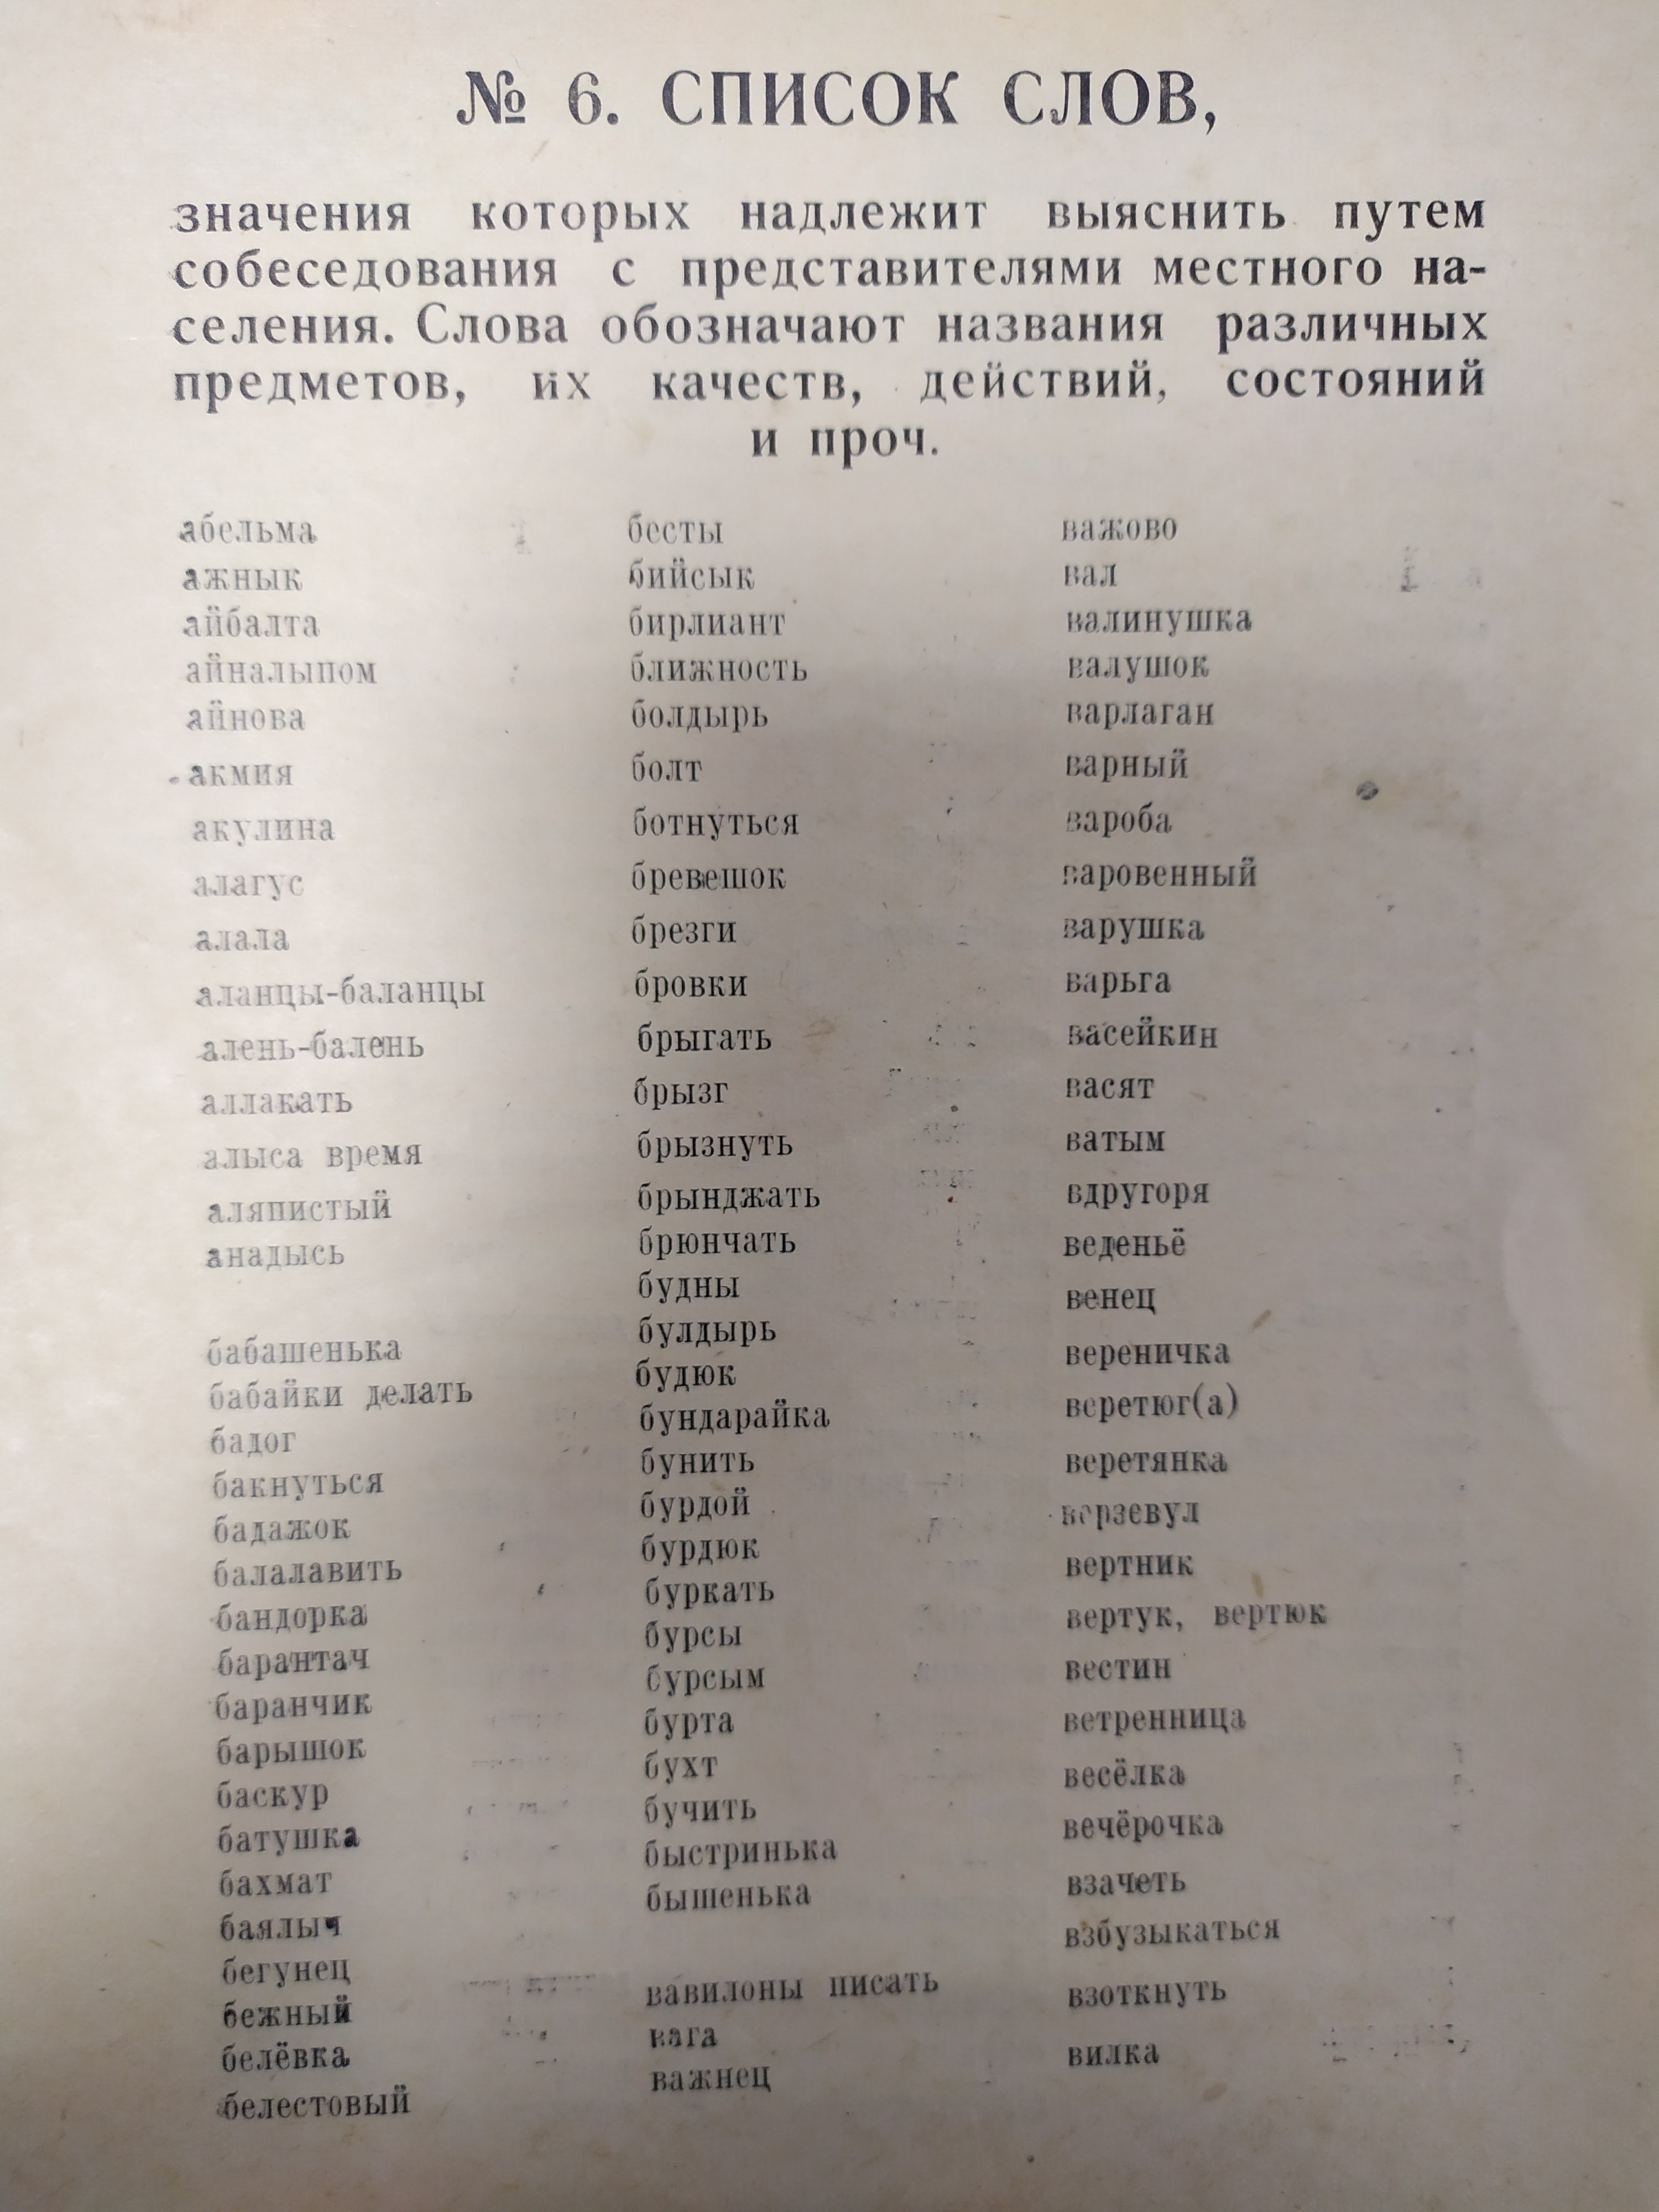 № 6. СПИСОК СЛОВ,
значения которых надлежит выяснить путем
собеседования с представителями местного на-
селения. Слова обозначают названия различных
предметов, их качеств, действий, состояний
и проч.
абельма
ажнык
айбалта
айналыпом
айнова
акмия
акулина
алагус
алала
аланцы-баланцы
алень-балень
аллакать
алыса время
аляпистый
анадысь
бабашенька
бабайки делать
бадог
бакнуться
бадажок
балалавить
бандорка
барантач
баранчик
барышок
баскур
батушка
бахмат
баялыч
бегунец
бежный
белёвка
белестовый
бесты
бийсык
бирлиант
ближность
болдырь
болт
ботнуться
бревешок
брезги
бровки
брыгать
брызг
брызнуть
брынджать
брюнчать
будны
булдырь
будюк
бундарайка
бунить
бурдой
бурдюк
буркать
бурсы
бурсым
бурта
бухт
бучить
быстринька
бышенька
вавилоны писать
вага
важнец
важово
вал
валинушка
валушок
варлаган
варный
вароба
варовенный
варушка
варьга
васейкин
васят
ватым
вдругоря
веденьё
венец
вереничка
веретюг(а)
веретянка
верзевул
вертник
вертук, вертюк
вестин
ветренница
весёлка
вечёрочка
взачеть
взбузыкаться
взоткнуть
вилка